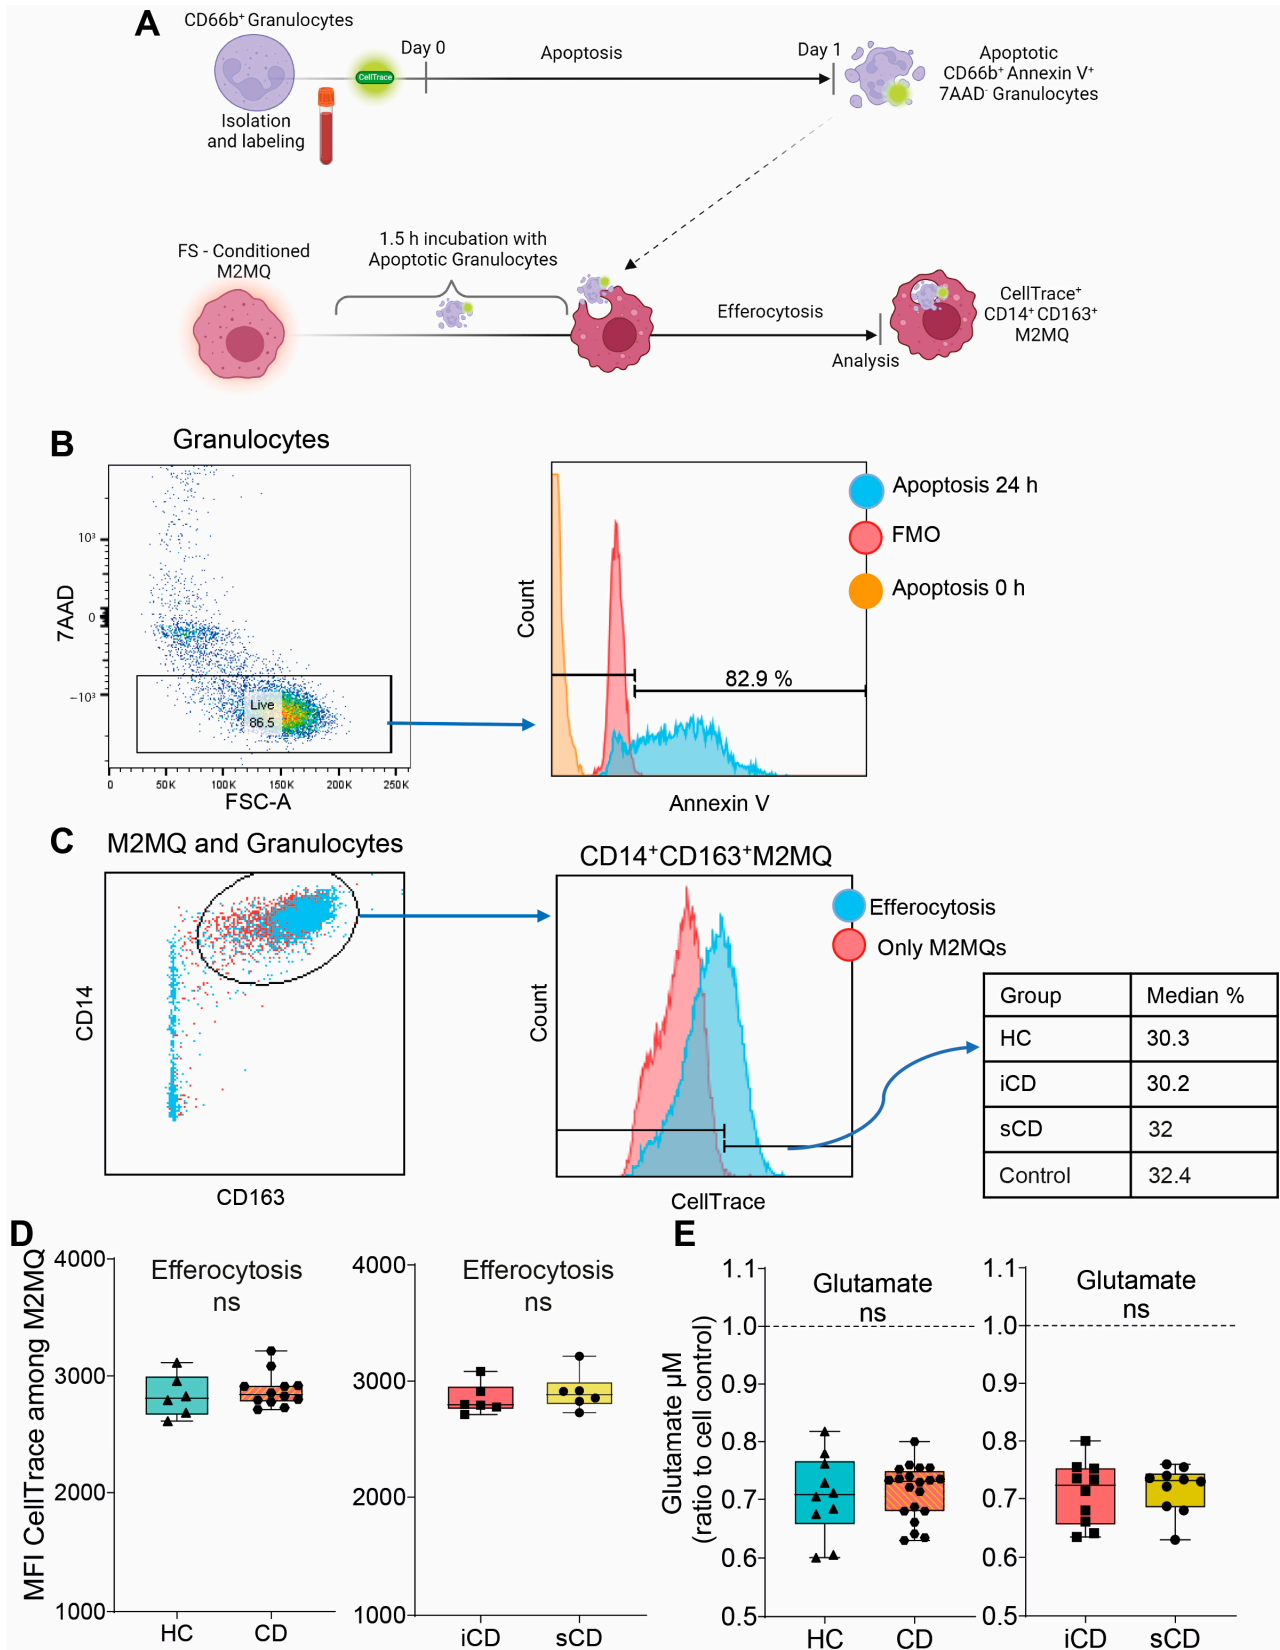 A
CD66b⁺ Granulocytes
CellTrace
Day 0
Apoptosis
Day 1
Apoptotic
CD66b⁺ Annexin V⁺
7AAD⁻ Granulocytes
Isolation
and labeling
FS - Conditioned
M2MQ
1.5 h incubation with
Apoptotic Granulocytes
Efferocytosis
Analysis
CellTrace⁺
CD14⁺ CD163⁺
M2MQ
B
Granulocytes
7AAD
10³
0
−10³
Live
86.5
0 50K 100K 150K 200K 250K
FSC-A
Count
82.9 %
Annexin V
Apoptosis 24 h
FMO
Apoptosis 0 h
C
M2MQ and Granulocytes
CD14
CD163
CD14⁺CD163⁺M2MQ
Count
CellTrace
Efferocytosis
Only M2MQs
Group Median %
HC 30.3
iCD 30.2
sCD 32
Control 32.4
D
MFI CellTrace among M2MQ
4000
3000
2000
1000
Efferocytosis
ns
HC CD
4000
3000
2000
1000
Efferocytosis
ns
iCD sCD
E
Glutamate µM
(ratio to cell control)
1.1
1.0
0.9
0.8
0.7
0.6
0.5
Glutamate
ns
HC CD
1.1
1.0
0.9
0.8
0.7
0.6
0.5
Glutamate
ns
iCD sCD